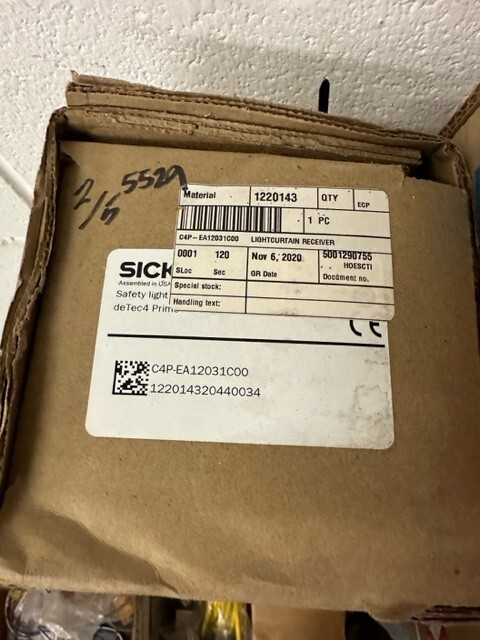 2/5 5529
Material 1220143 QTY ECP
1 PC
C4P-EA12031C00 LIGHTCURTAIN RECEIVER
0001 120 Nov 6, 2020 5001290755
HOESCTI
SLoc Sec GR Date Document no.
Special stock:
Handling text:
SICK
Assembled in USA
Safety light
deTec4 Prime
CE
C4P-EA12031C00
122014320440034